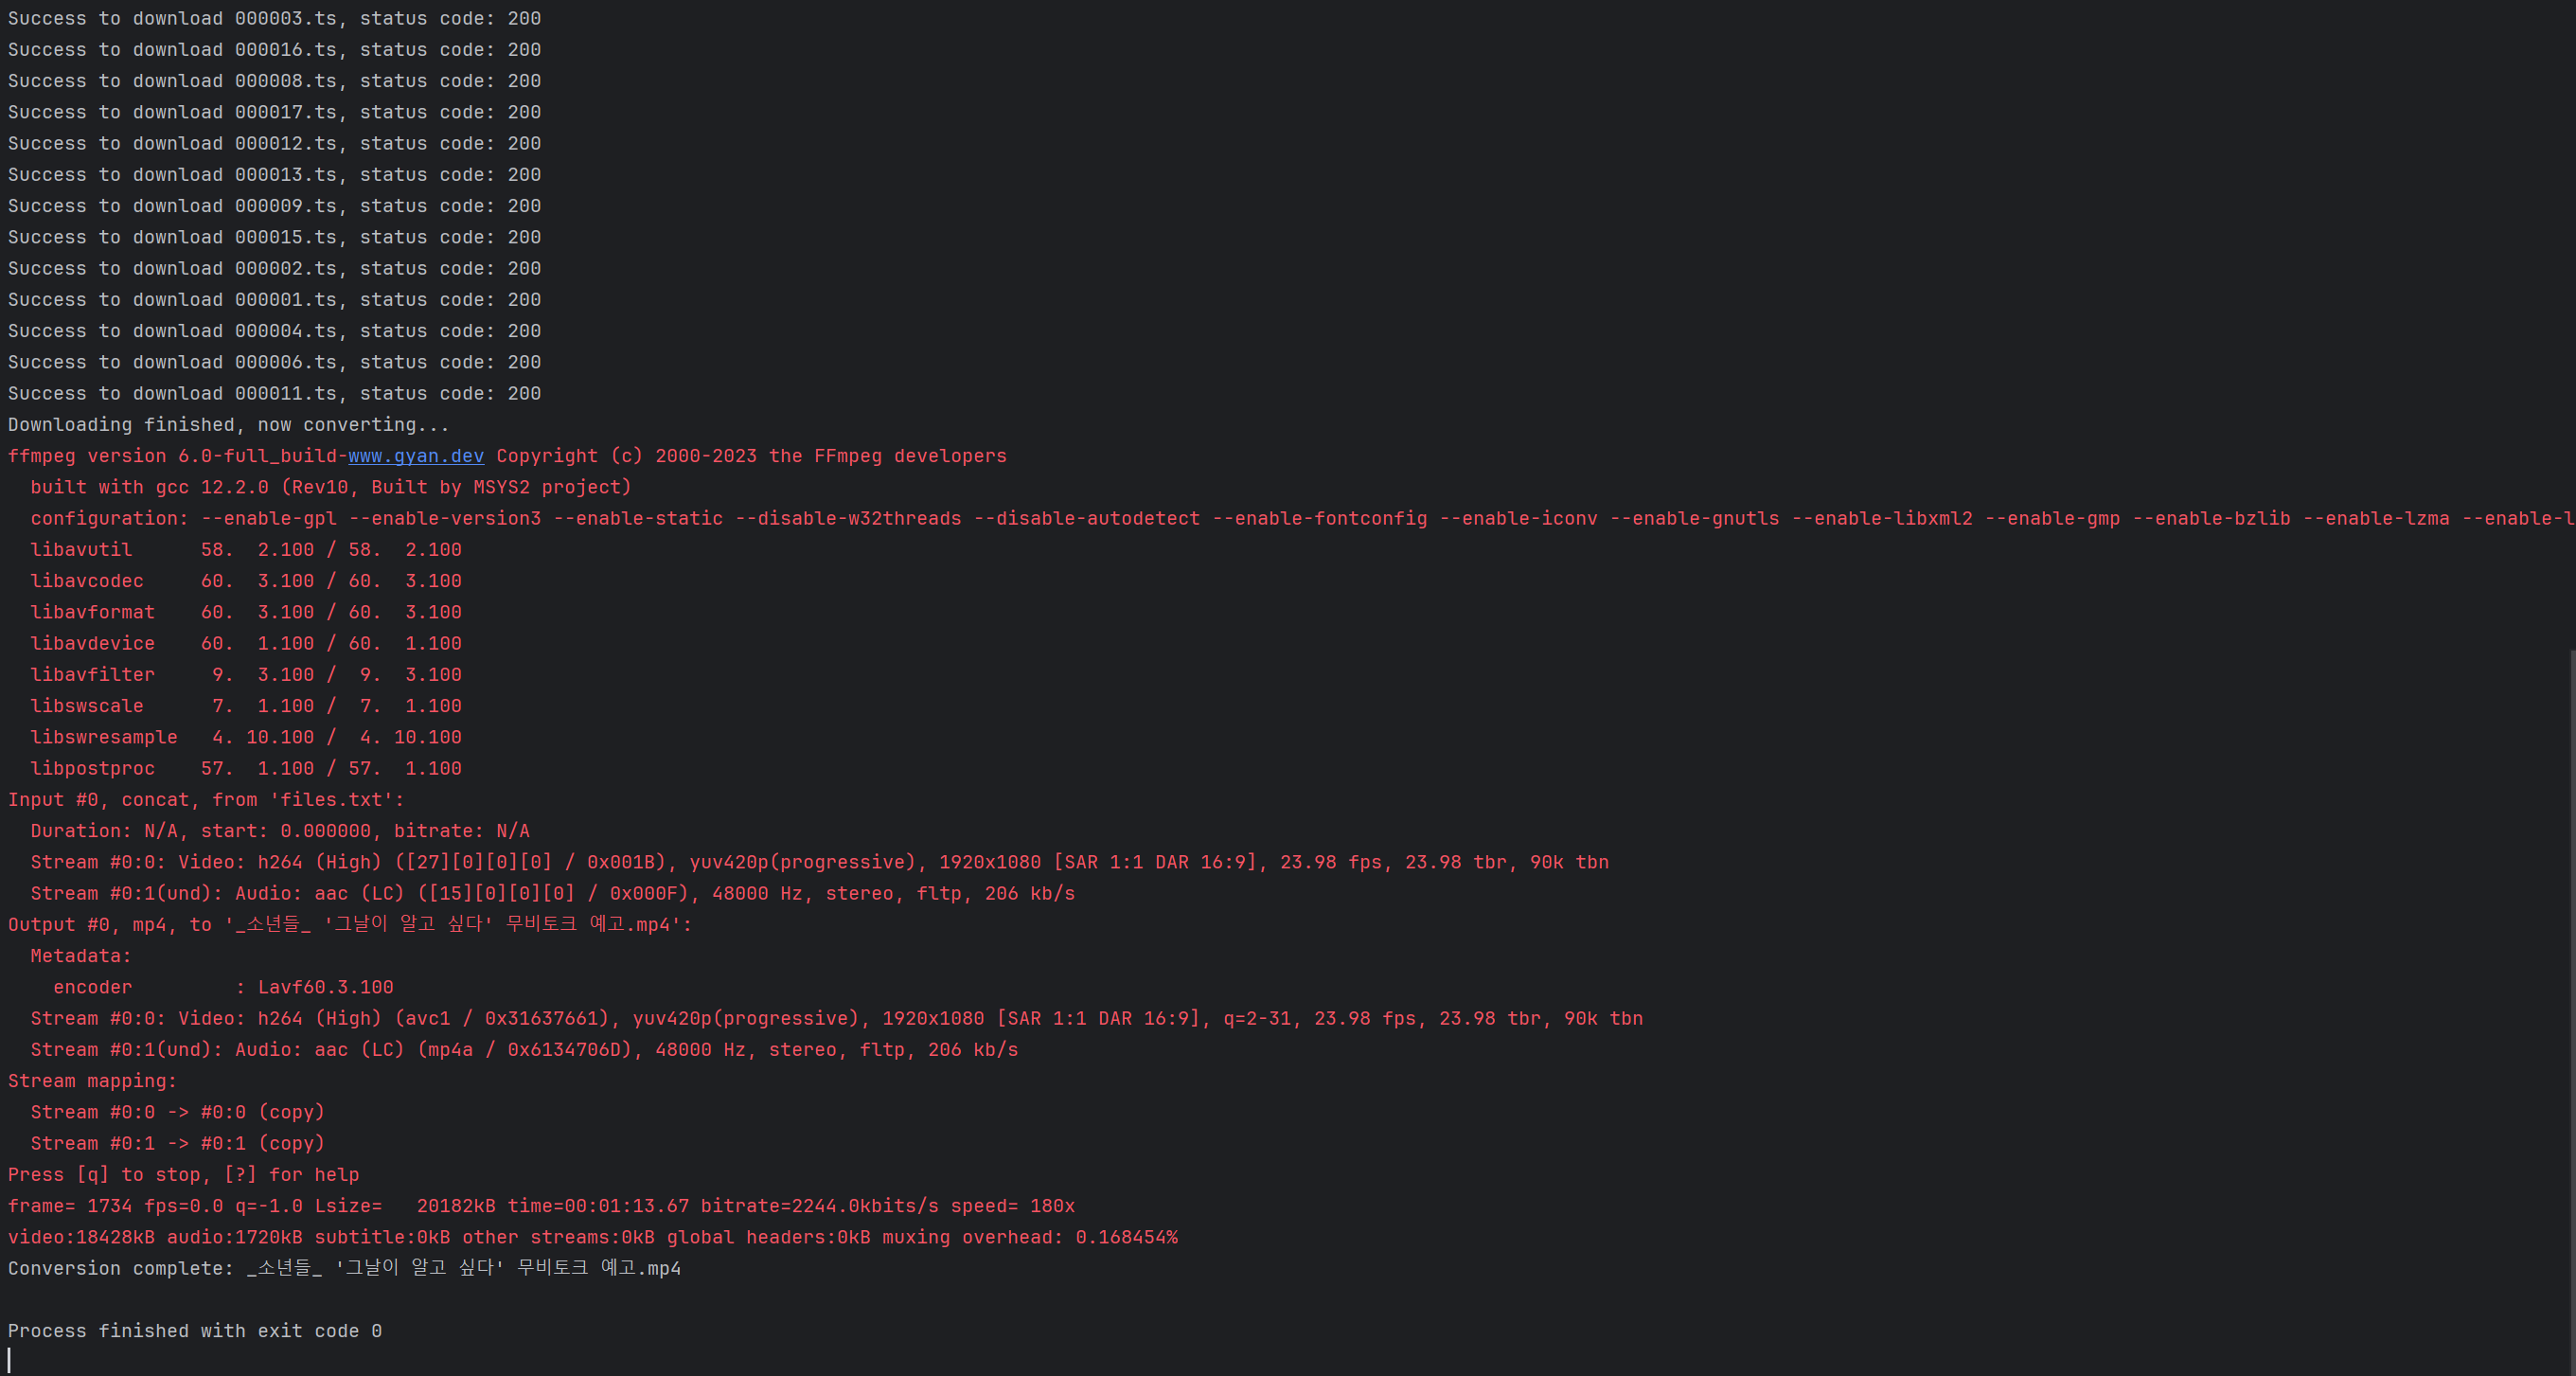 Success to download 000003.ts, status code: 200
Success to download 000016.ts, status code: 200
Success to download 000008.ts, status code: 200
Success to download 000017.ts, status code: 200
Success to download 000012.ts, status code: 200
Success to download 000013.ts, status code: 200
Success to download 000009.ts, status code: 200
Success to download 000015.ts, status code: 200
Success to download 000002.ts, status code: 200
Success to download 000001.ts, status code: 200
Success to download 000004.ts, status code: 200
Success to download 000006.ts, status code: 200
Success to download 000011.ts, status code: 200
Downloading finished, now converting...
ffmpeg version 6.0-full_build-www.gyan.dev Copyright (c) 2000-2023 the FFmpeg developers
  built with gcc 12.2.0 (Rev10, Built by MSYS2 project)
  configuration: --enable-gpl --enable-version3 --enable-static --disable-w32threads --disable-autodetect --enable-fontconfig --enable-iconv --enable-gnutls --enable-libxml2 --enable-gmp --enable-bzlib --enable-lzma --enable-l
  libavutil      58.  2.100 / 58.  2.100
  libavcodec     60.  3.100 / 60.  3.100
  libavformat    60.  3.100 / 60.  3.100
  libavdevice    60.  1.100 / 60.  1.100
  libavfilter     9.  3.100 /  9.  3.100
  libswscale      7.  1.100 /  7.  1.100
  libswresample   4. 10.100 /  4. 10.100
  libpostproc    57.  1.100 / 57.  1.100
Input #0, concat, from 'files.txt':
  Duration: N/A, start: 0.000000, bitrate: N/A
  Stream #0:0: Video: h264 (High) ([27][0][0][0] / 0x001B), yuv420p(progressive), 1920x1080 [SAR 1:1 DAR 16:9], 23.98 fps, 23.98 tbr, 90k tbn
  Stream #0:1(und): Audio: aac (LC) ([15][0][0][0] / 0x000F), 48000 Hz, stereo, fltp, 206 kb/s
Output #0, mp4, to '_소년들_ '그날이 알고 싶다' 무비토크 예고.mp4':
  Metadata:
    encoder         : Lavf60.3.100
  Stream #0:0: Video: h264 (High) (avc1 / 0x31637661), yuv420p(progressive), 1920x1080 [SAR 1:1 DAR 16:9], q=2-31, 23.98 fps, 23.98 tbr, 90k tbn
  Stream #0:1(und): Audio: aac (LC) (mp4a / 0x6134706D), 48000 Hz, stereo, fltp, 206 kb/s
Stream mapping:
  Stream #0:0 -> #0:0 (copy)
  Stream #0:1 -> #0:1 (copy)
Press [q] to stop, [?] for help
frame= 1734 fps=0.0 q=-1.0 Lsize=   20182kB time=00:01:13.67 bitrate=2244.0kbits/s speed= 180x
video:18428kB audio:1720kB subtitle:0kB other streams:0kB global headers:0kB muxing overhead: 0.168454%
Conversion complete: _소년들_ '그날이 알고 싶다' 무비토크 예고.mp4
Process finished with exit code 0